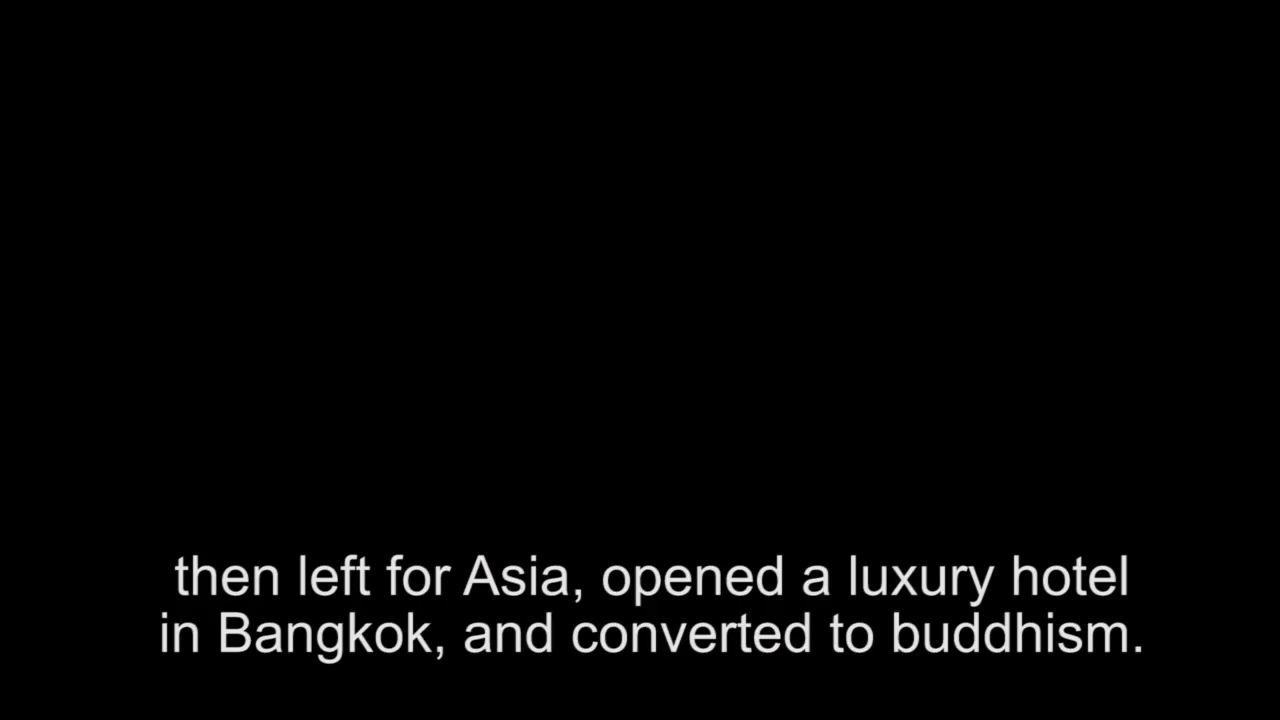 then left for Asia, opened a luxury hotel
in Bangkok, and converted to buddhism.